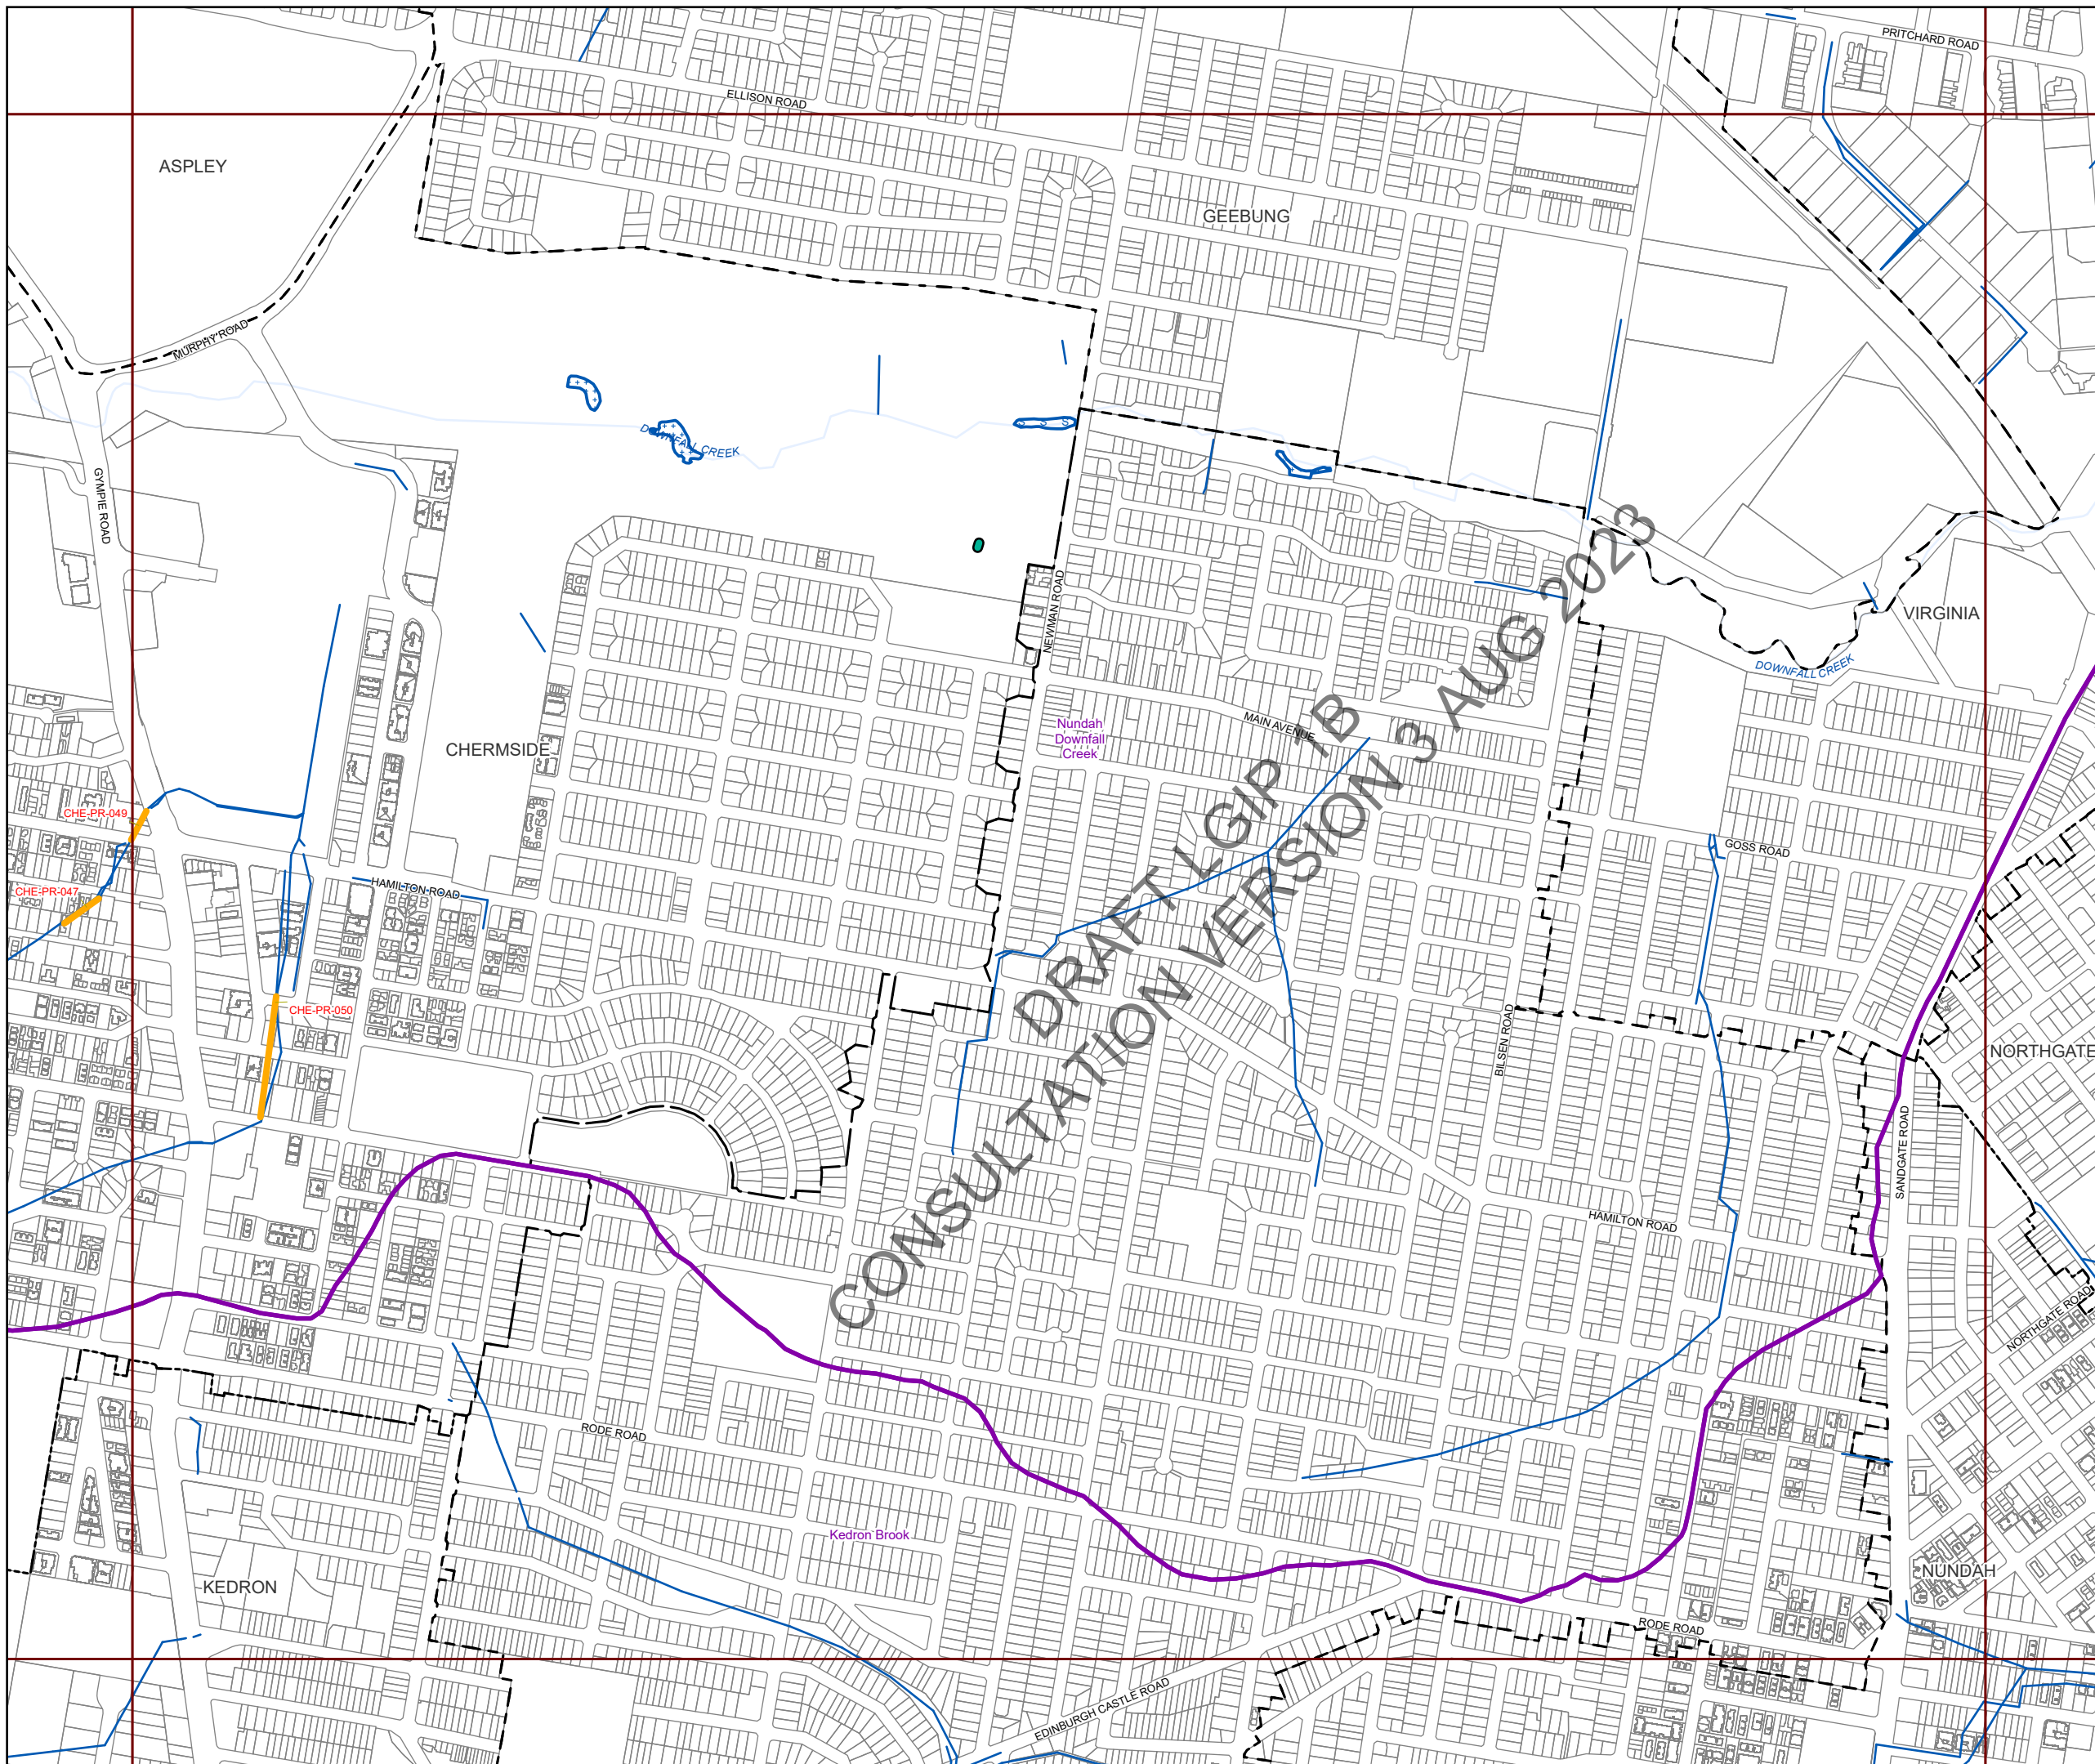 PRITCHARD ROAD
ELLISON ROAD
ASPLEY
GEEBUNG
MURPHY ROAD
DOWNFALL CREEK
GYMPIE ROAD
NEWMAN ROAD
VIRGINIA
DOWNFALL CREEK
Nundah
Downfall
Creek
MAIN AVENUE
CHERMSIDE
CHE-PR-049
GOSS ROAD
CHE-PR-047
HAMILTON ROAD
DRAFT LGIP 1B
CONSULTATION VERSION 3 AUG 2023
CHE-PR-050
BILSEN ROAD
NORTHGATE
SANDGATE ROAD
HAMILTON ROAD
NORTHGATE ROAD
RODE ROAD
Kedron Brook
KEDRON
NUNDAH
RODE ROAD
EDINBURGH CASTLE ROAD